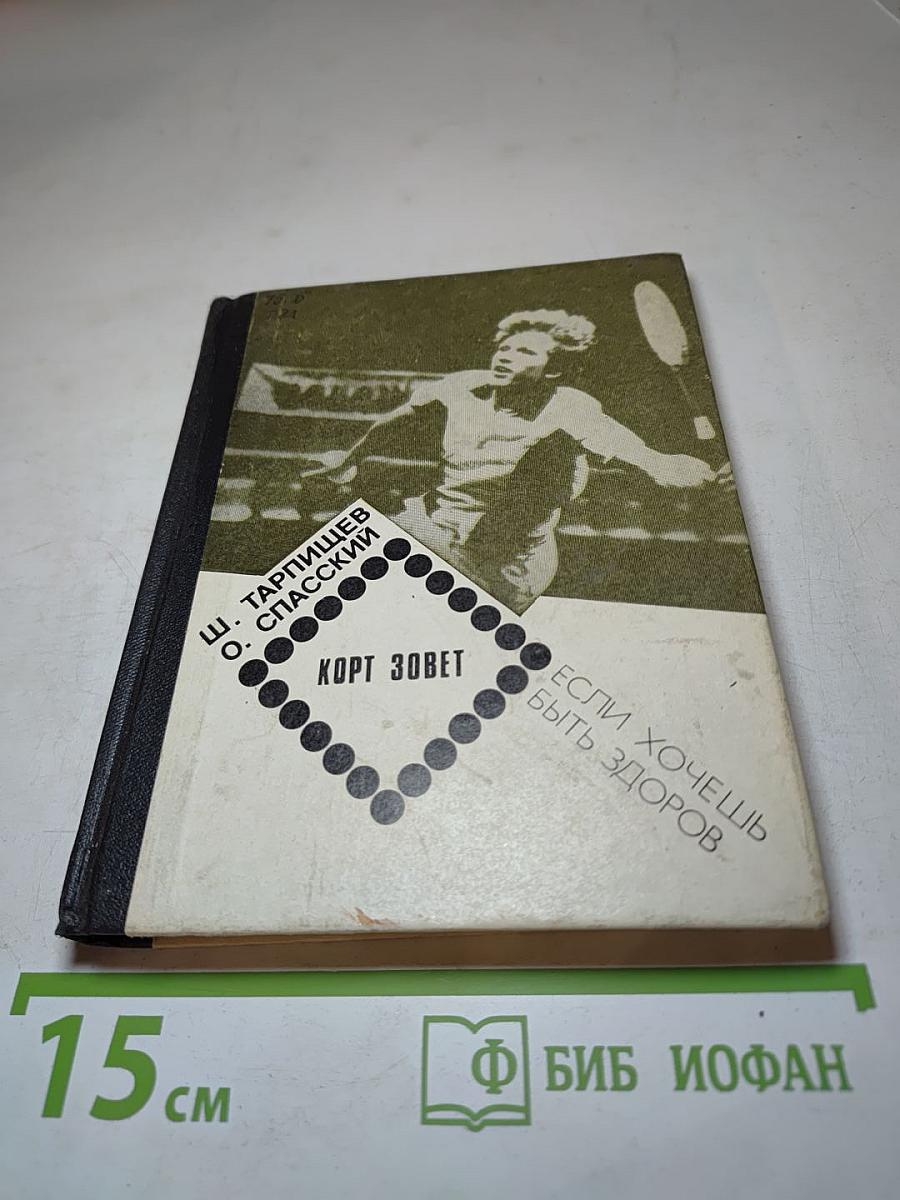 Ш. ТАРПИЩЕВ
О. СПАССКИЙ
КОРТ ЗОВЕТ
ЕСЛИ ХОЧЕШЬ
БЫТЬ ЗДОРОВ
15 см
Ф БИБ ИОФАН